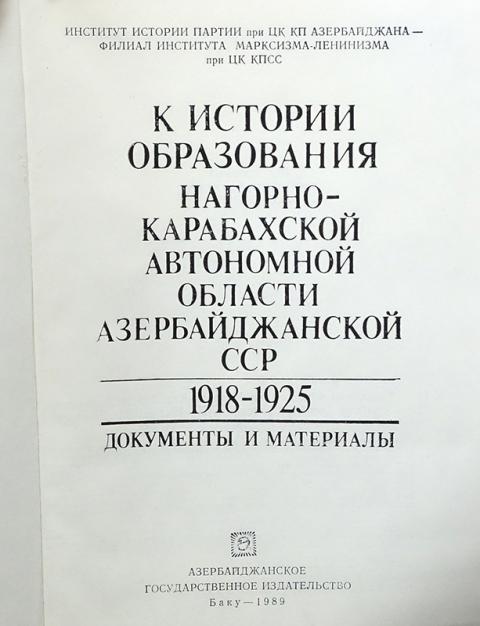 ИНСТИТУТ ИСТОРИИ ПАРТИИ при ЦК КП АЗЕРБАЙДЖАНА —
ФИЛИАЛ ИНСТИТУТА МАРКСИЗМА-ЛЕНИНИЗМА
при ЦК КПСС
К ИСТОРИИ
ОБРАЗОВАНИЯ
НАГОРНО-
КАРАБАХСКОЙ
АВТОНОМНОЙ
ОБЛАСТИ
АЗЕРБАЙДЖАНСКОЙ
ССР
1918-1925
ДОКУМЕНТЫ И МАТЕРИАЛЫ
АЗЕРБАЙДЖАНСКОЕ
ГОСУДАРСТВЕННОЕ ИЗДАТЕЛЬСТВО
Баку—1989